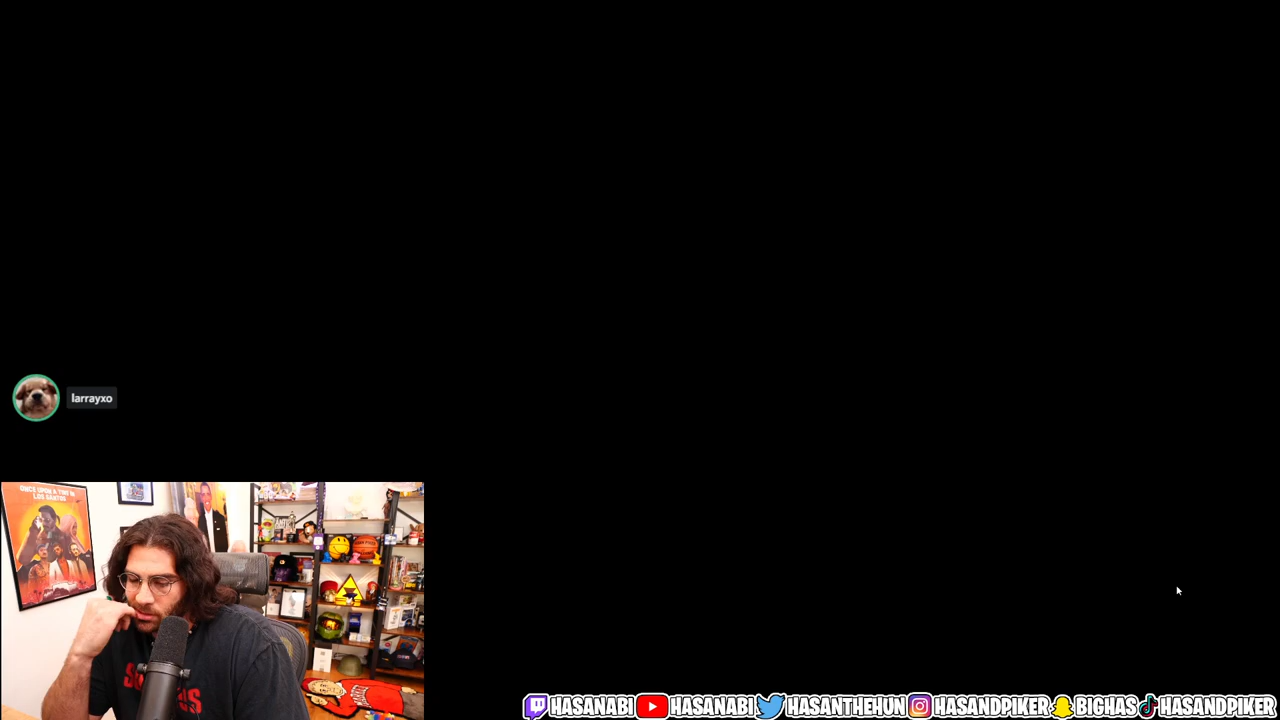 larrayxo
ONCE UPON A TIME IN
LOS SANTOS
HASANABI HASANABI HASANTHEHUN HASANDPIKER BIGHAS HASANDPIKER